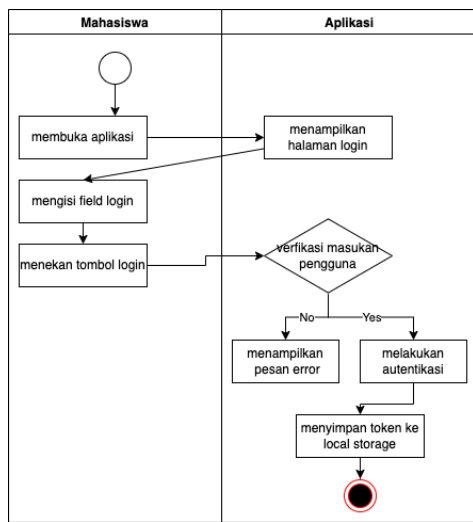 Mahasiswa
Aplikasi
membuka aplikasi
menampilkan
halaman login
mengisi field login
menekan tombol login
verfikasi masukan
pengguna
No
Yes
menampilkan
pesan error
melakukan
autentikasi
menyimpan token ke
local storage